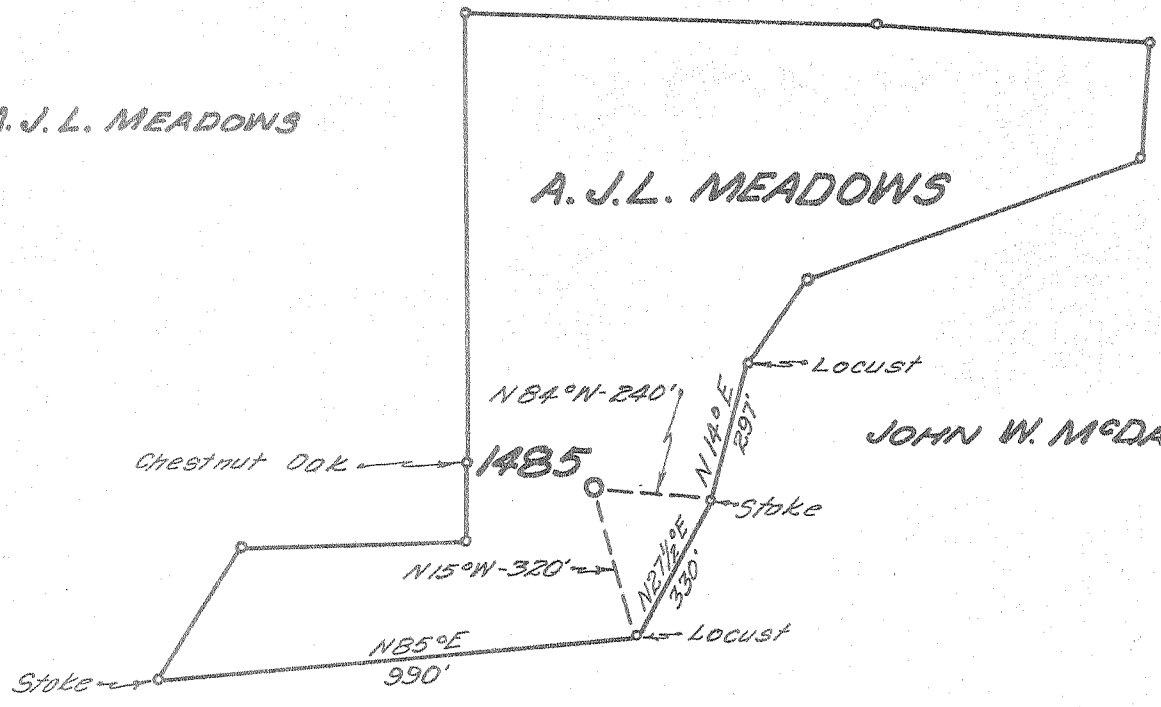 A.J.L. MEADOWS
A.J.L. MEADOWS
Locust
N84°W-240'
N14°E
297'
JOHN W. McDA
Chestnut Oak
1485
Stake
N15°W-320'
N27½°E
330'
Locust
N85°E
990'
Stake